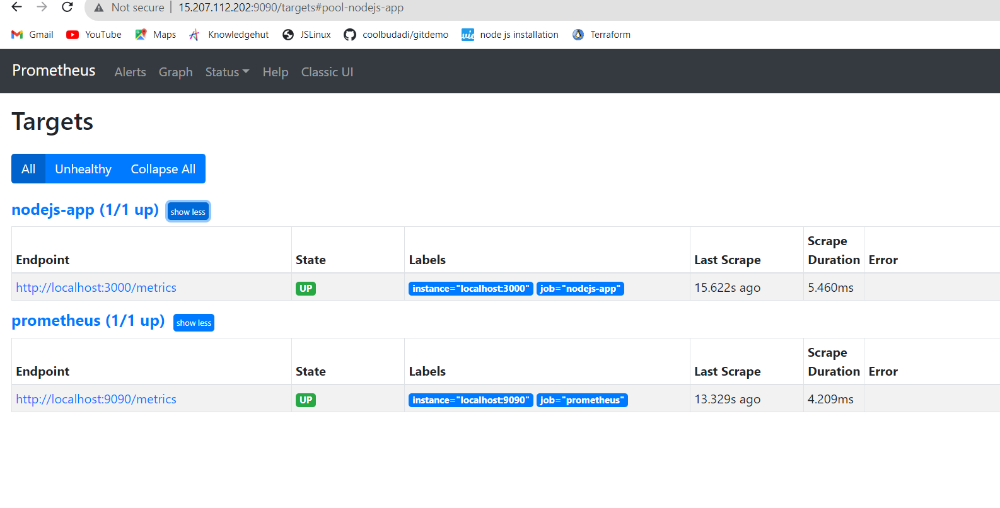 Not secure | 15.207.112.202:9090/targets#pool-nodejs-app
Gmail YouTube Maps Knowledgehut JSLinux coolbudadi/gitdemo vie node js installation Terraform
Prometheus Alerts Graph Status Help Classic UI
Targets
All Unhealthy Collapse All
nodejs-app (1/1 up) show less
Endpoint State Labels Last Scrape Scrape Duration Error
http://localhost:3000/metrics UP instance="localhost:3000" job="nodejs-app" 15.622s ago 5.460ms
prometheus (1/1 up) show less
Endpoint State Labels Last Scrape Scrape Duration Error
http://localhost:9090/metrics UP instance="localhost:9090" job="prometheus" 13.329s ago 4.209ms